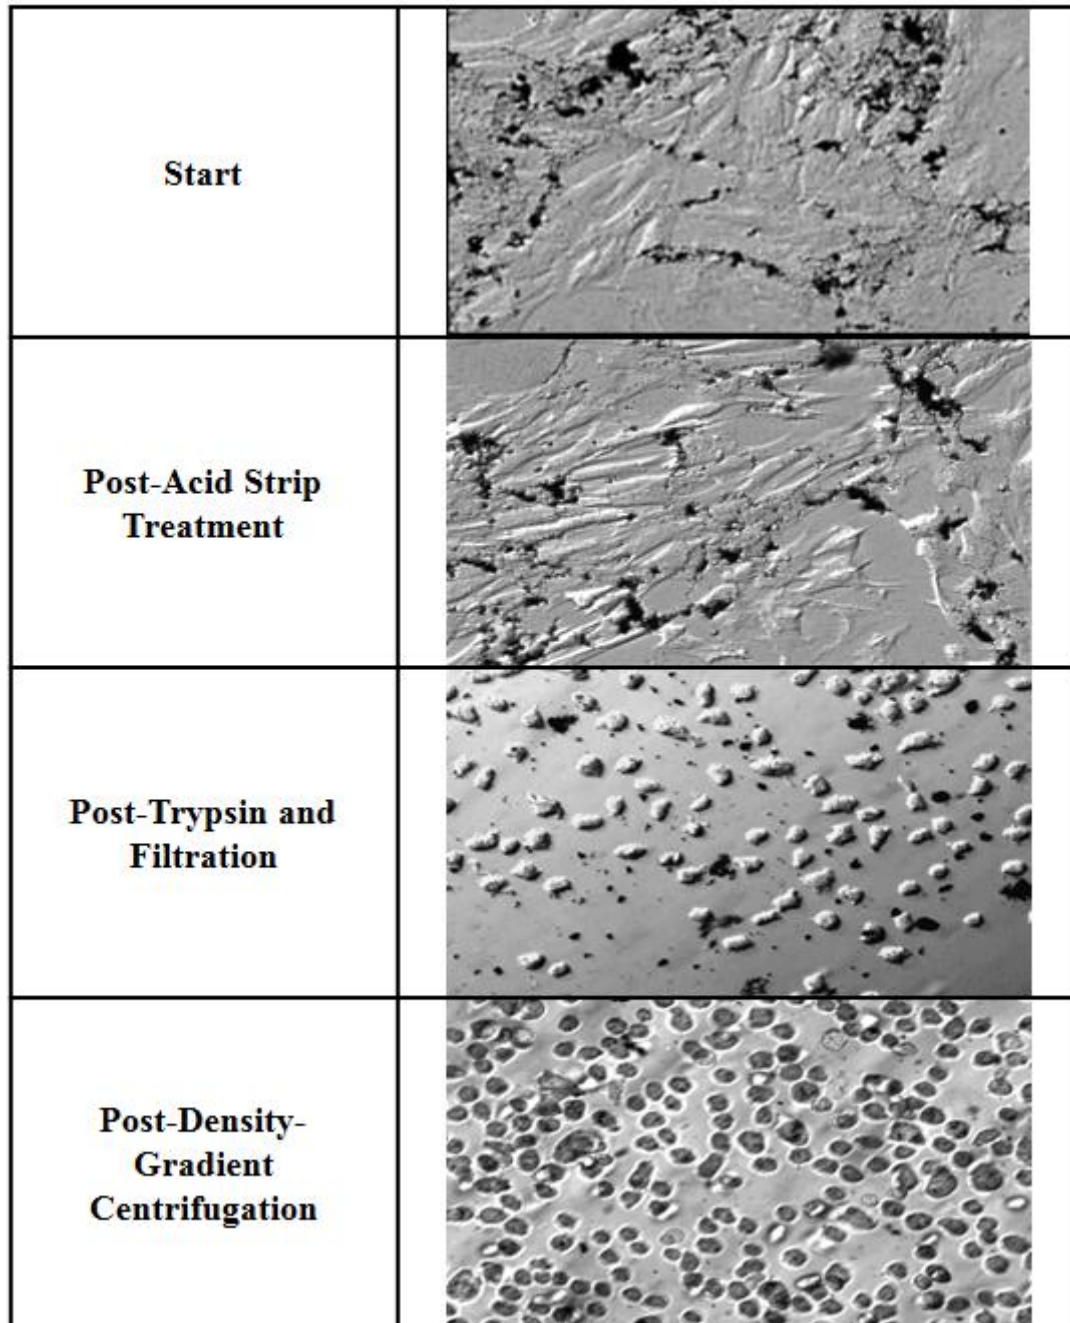 Start
Post-Acid Strip
Treatment
Post-Trypsin and
Filtration
Post-Density-
Gradient
Centrifugation